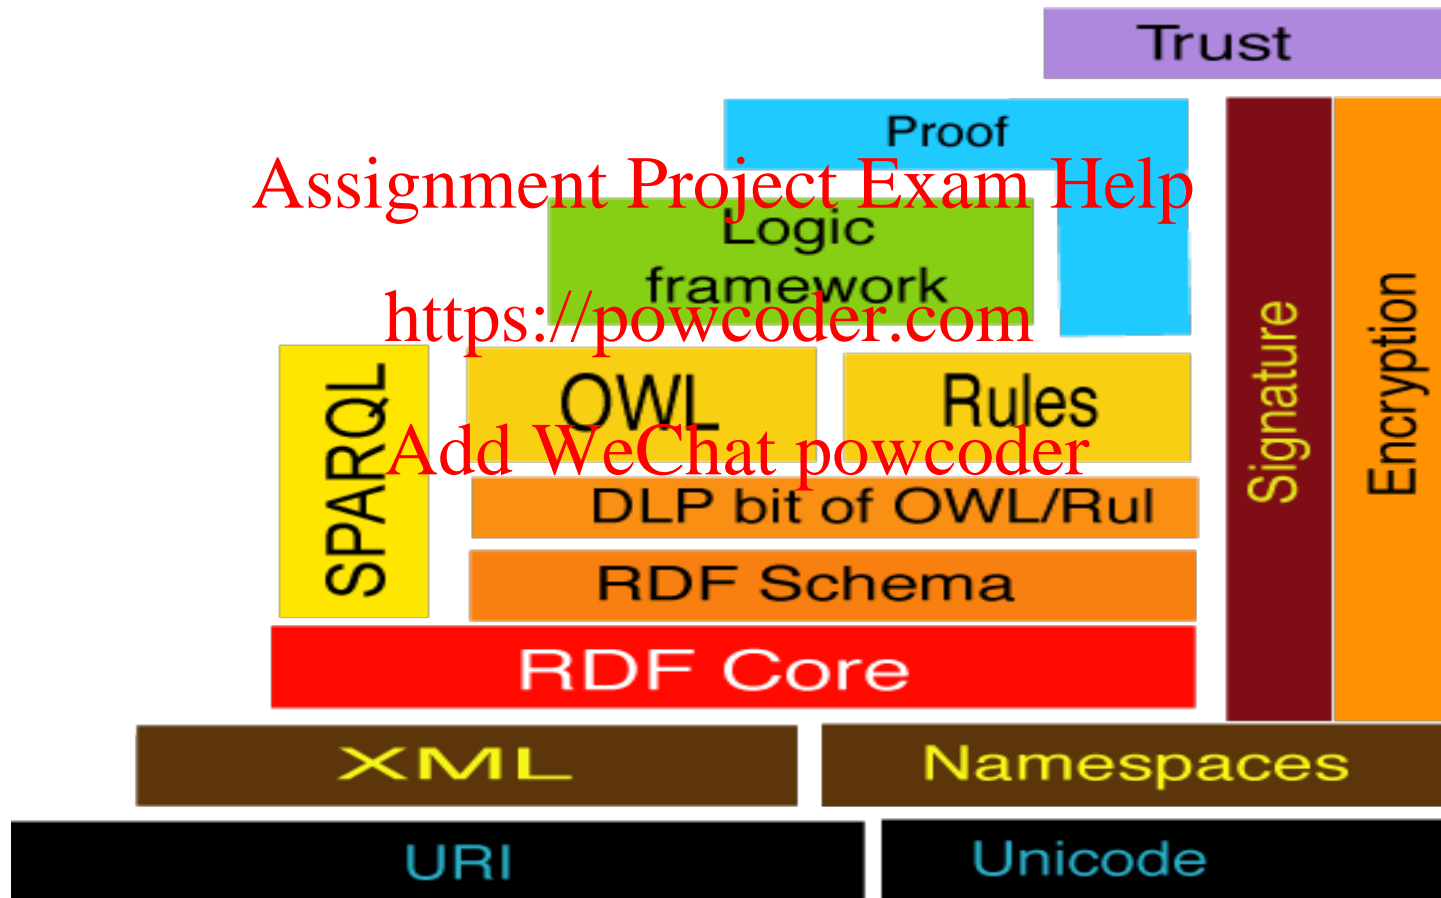 Trust
Proof
Assignment Project Exam Help
Logic
framework
https://powcoder.com
Signature
Encryption
SPARQL
OWL
Rules
Add WeChat powcoder
DLP bit of OWL/Rul
RDF Schema
RDF Core
XML
Namespaces
URI
Unicode